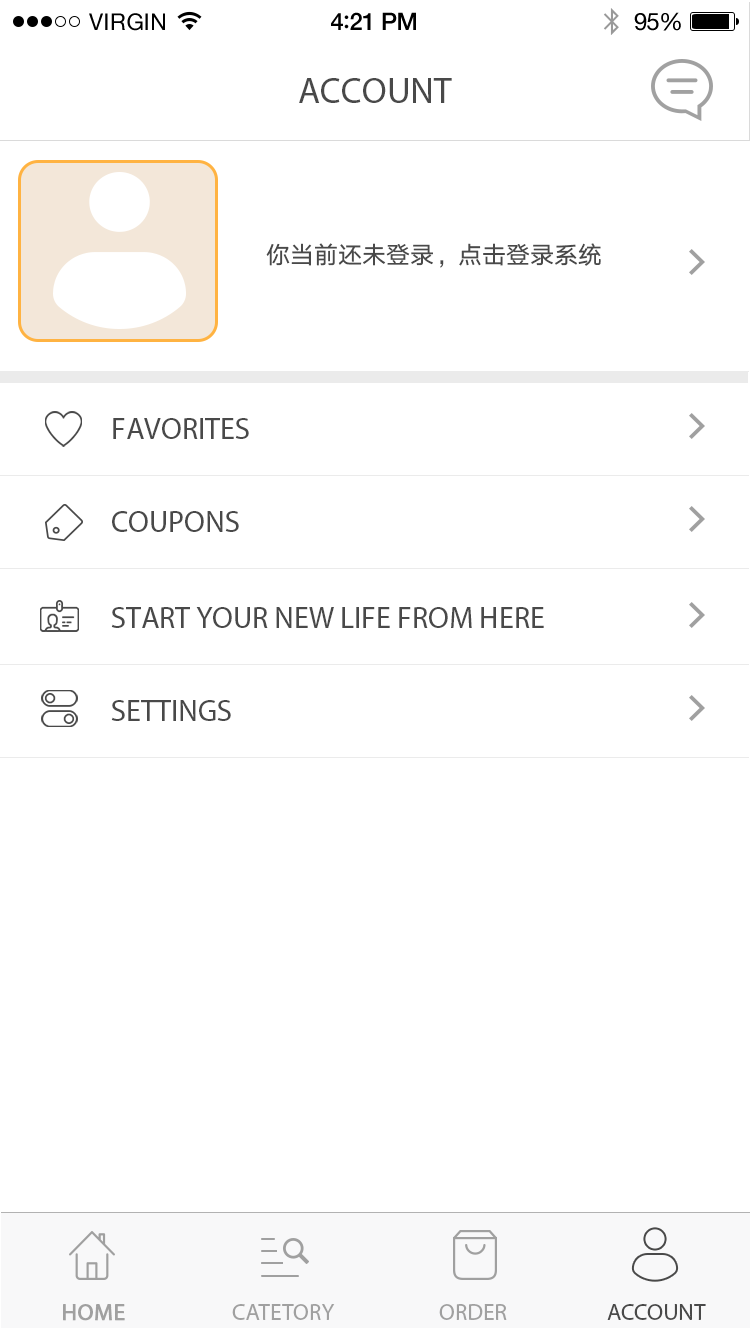 VIRGIN 4:21 PM 95%
ACCOUNT
你当前还未登录，点击登录系统
FAVORITES
COUPONS
START YOUR NEW LIFE FROM HERE
SETTINGS
HOME CATETORY ORDER ACCOUNT